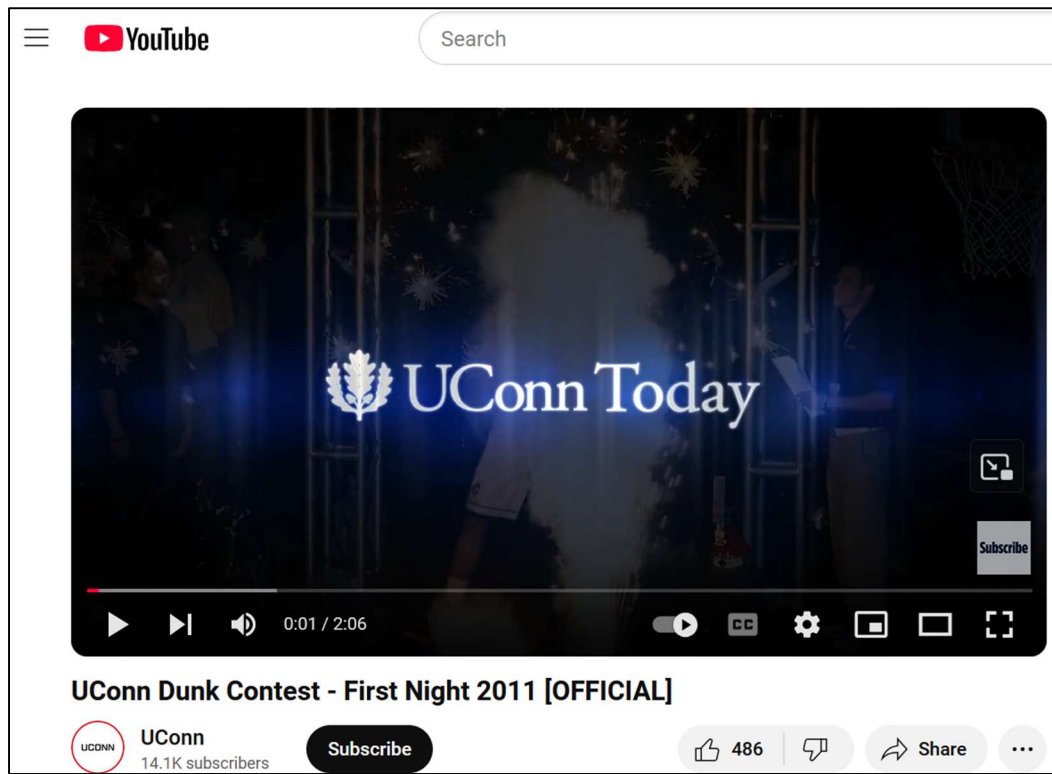 YouTube
Search
UConn Today
Subscribe
0:01 / 2:06
CC
UConn Dunk Contest - First Night 2011 [OFFICIAL]
UCONN
UConn
14.1K subscribers
Subscribe
486
Share